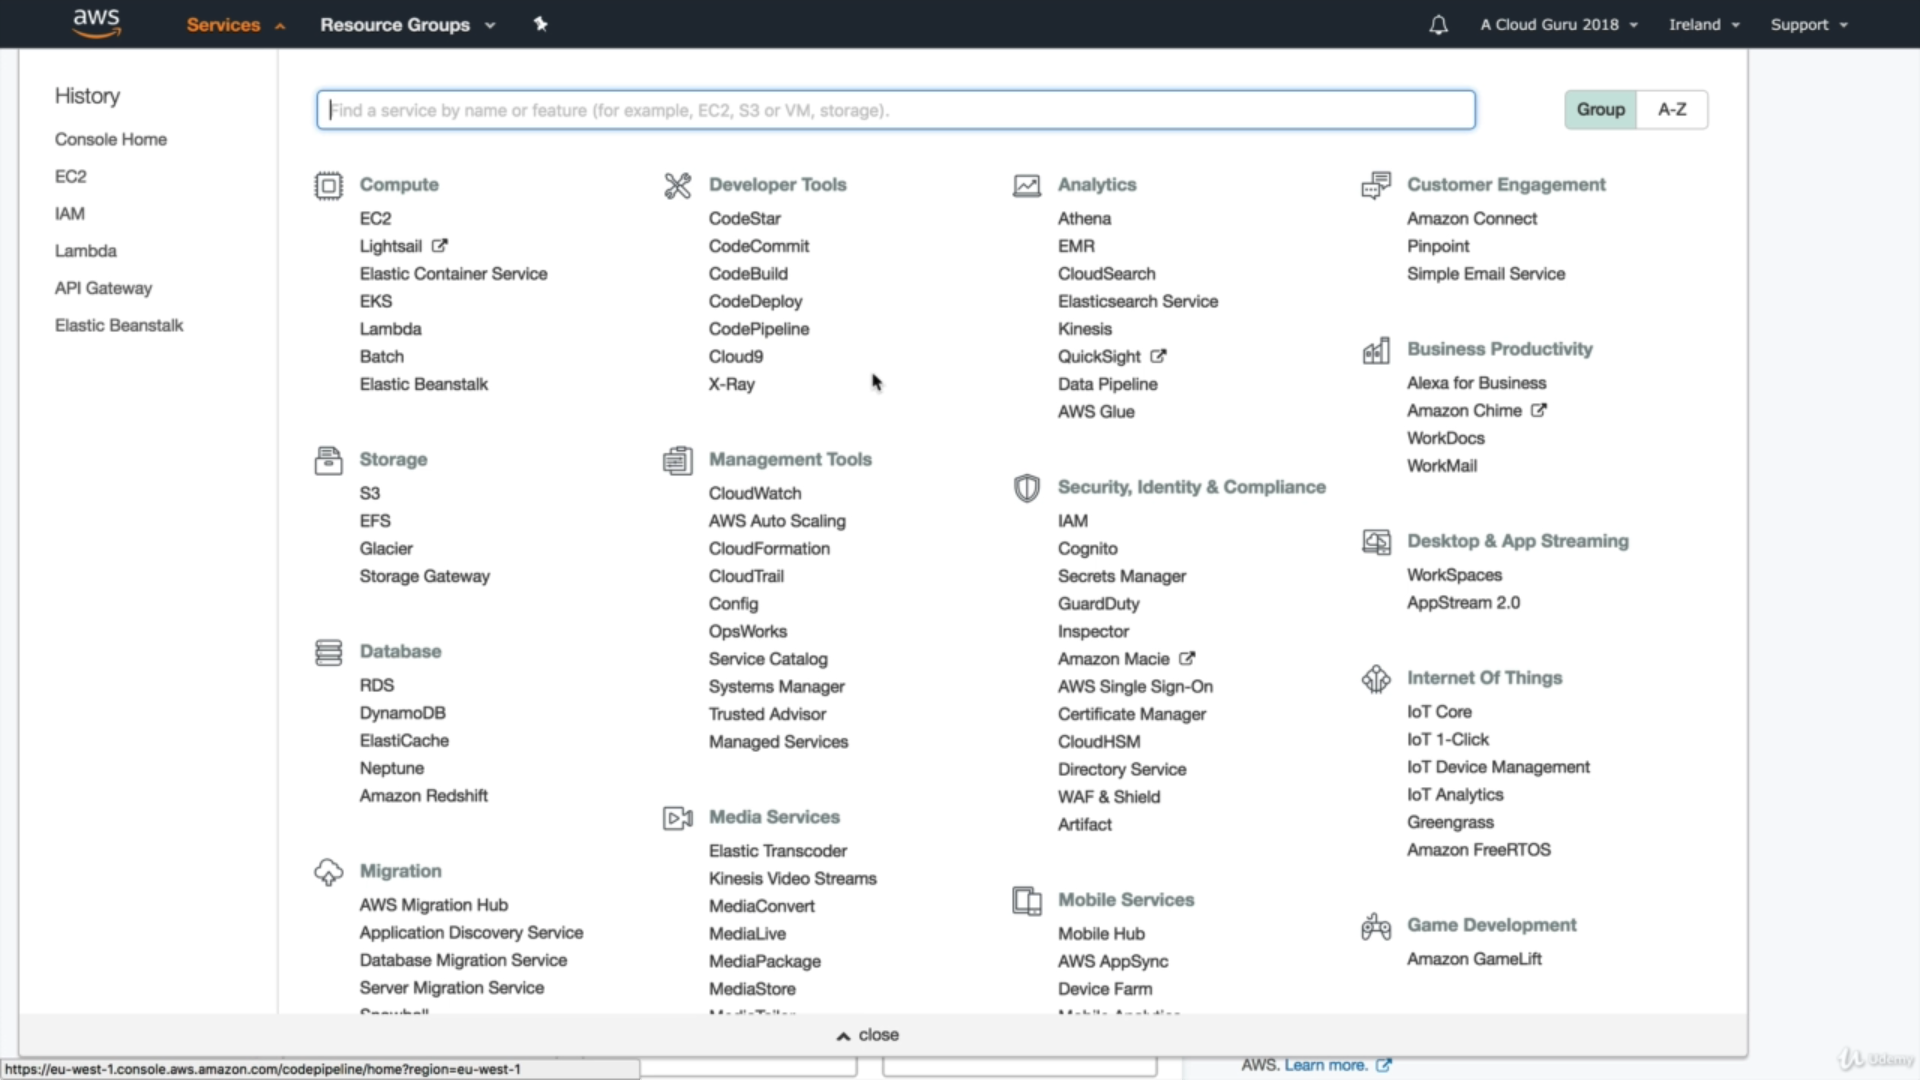 aws
Services
Resource Groups
A Cloud Guru 2018
Ireland
Support
History
Console Home
EC2
IAM
Lambda
API Gateway
Elastic Beanstalk
Find a service by name or feature (for example, EC2, S3 or VM, storage).
Group
A-Z
Compute
EC2
Lightsail
Elastic Container Service
EKS
Lambda
Batch
Elastic Beanstalk
Storage
S3
EFS
Glacier
Storage Gateway
Database
RDS
DynamoDB
ElastiCache
Neptune
Amazon Redshift
Migration
AWS Migration Hub
Application Discovery Service
Database Migration Service
Server Migration Service
Snowball
Developer Tools
CodeStar
CodeCommit
CodeBuild
CodeDeploy
CodePipeline
Cloud9
X-Ray
Management Tools
CloudWatch
AWS Auto Scaling
CloudFormation
CloudTrail
Config
OpsWorks
Service Catalog
Systems Manager
Trusted Advisor
Managed Services
Media Services
Elastic Transcoder
Kinesis Video Streams
MediaConvert
MediaLive
MediaPackage
MediaStore
MediaTailor
Analytics
Athena
EMR
CloudSearch
Elasticsearch Service
Kinesis
QuickSight
Data Pipeline
AWS Glue
Security, Identity & Compliance
IAM
Cognito
Secrets Manager
GuardDuty
Inspector
Amazon Macie
AWS Single Sign-On
Certificate Manager
CloudHSM
Directory Service
WAF & Shield
Artifact
Mobile Services
Mobile Hub
AWS AppSync
Device Farm
Mobile Analytics
Customer Engagement
Amazon Connect
Pinpoint
Simple Email Service
Business Productivity
Alexa for Business
Amazon Chime
WorkDocs
WorkMail
Desktop & App Streaming
WorkSpaces
AppStream 2.0
Internet Of Things
IoT Core
IoT 1-Click
IoT Device Management
IoT Analytics
Greengrass
Amazon FreeRTOS
Game Development
Amazon GameLift
close
AWS. Learn more.
https://eu-west-1.console.aws.amazon.com/codepipeline/home?region=eu-west-1
Udemy